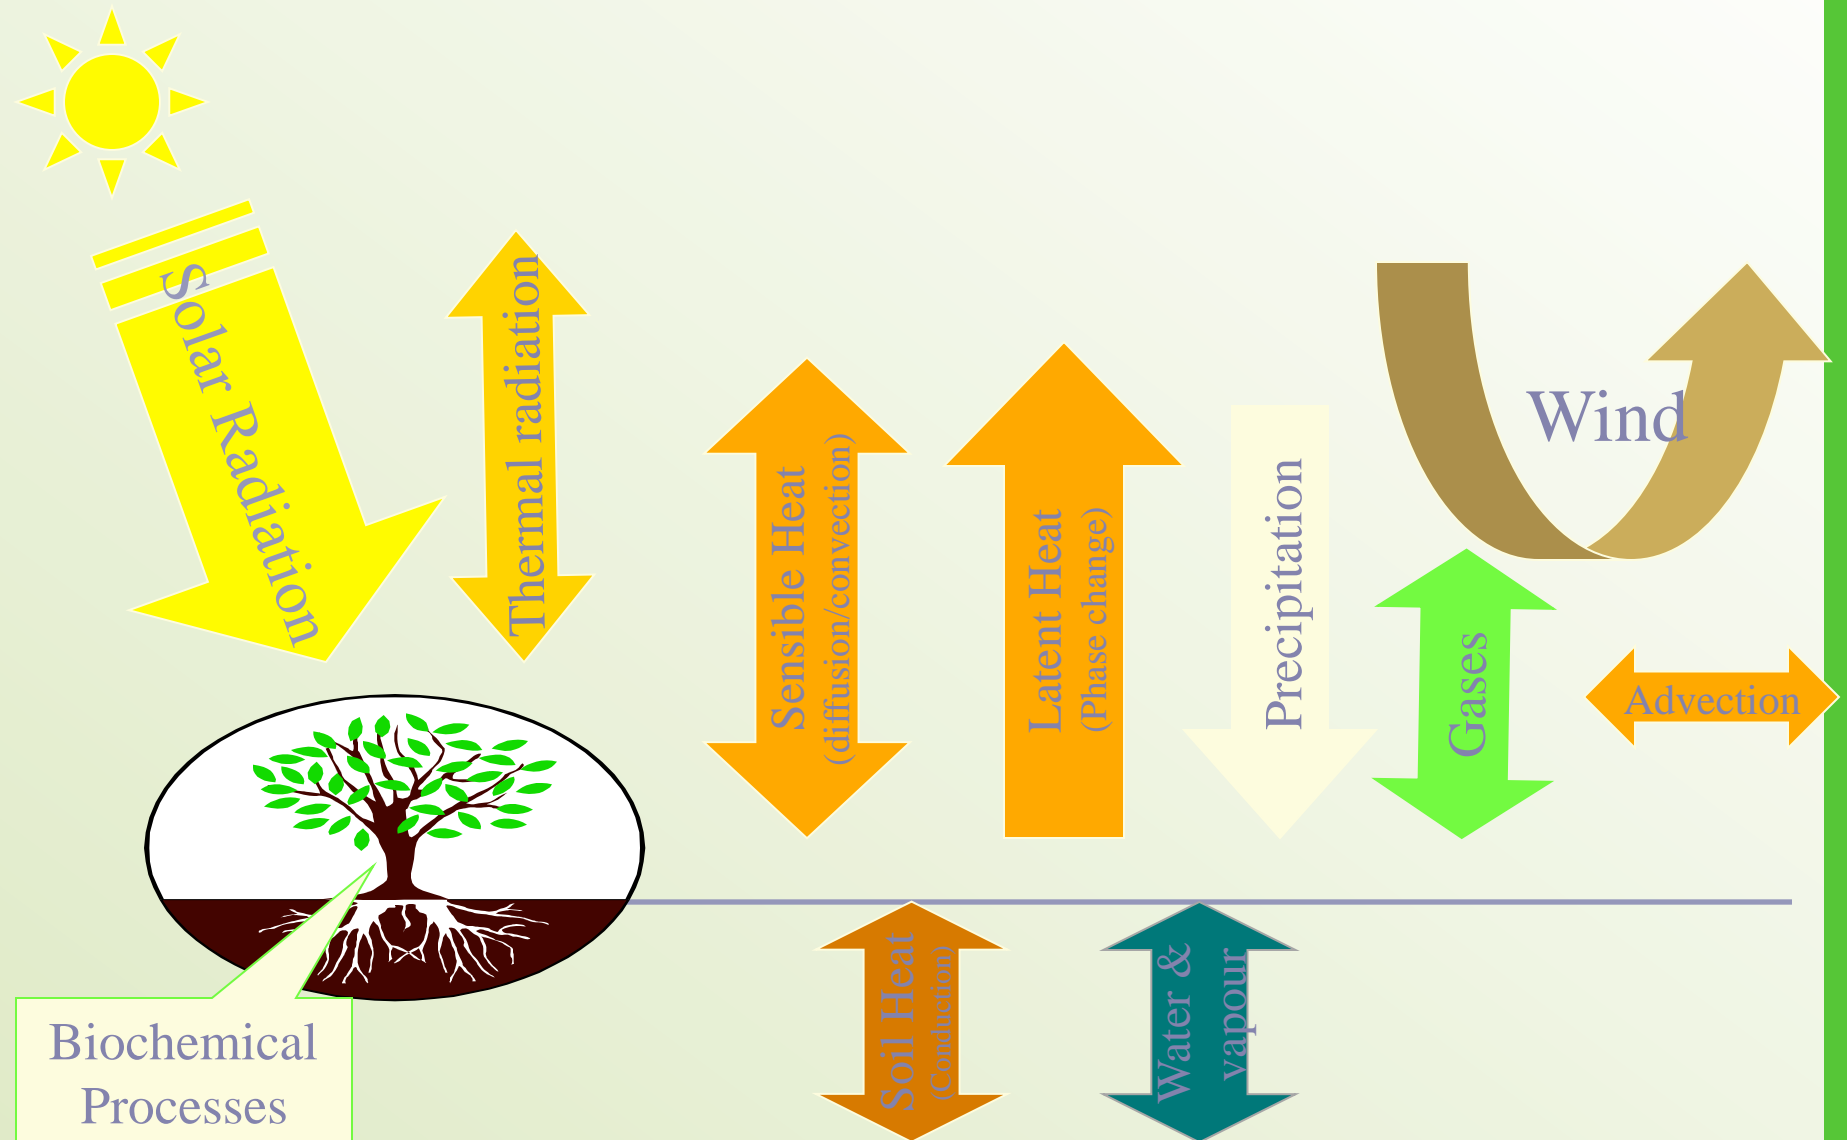 Solar Radiation
Thermal radiation
Sensible Heat
(diffusion/convection)
Latent Heat
(Phase change)
Precipitation
Wind
Gases
Advection
Soil Heat
(Conduction)
Water &
vapour
Biochemical
Processes